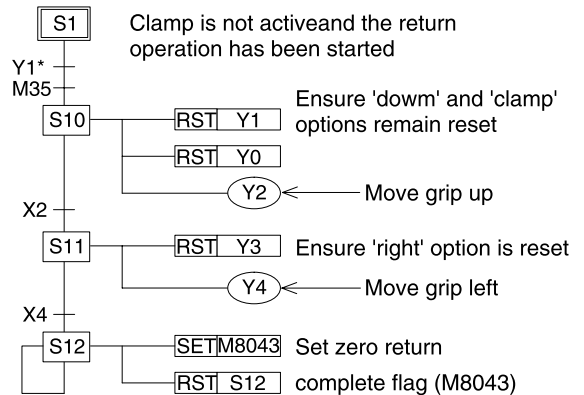 S1 Clamp is not activeand the return
operation has been started
Y1*
M35
Ensure 'dowm' and 'clamp'
S10 RST Y1 options remain reset
RST Y0
Y2 Move grip up
X2
S11 RST Y3 Ensure 'right' option is reset
Y4 Move grip left
X4
S12 SET M8043 Set zero return
RST S12 complete flag (M8043)